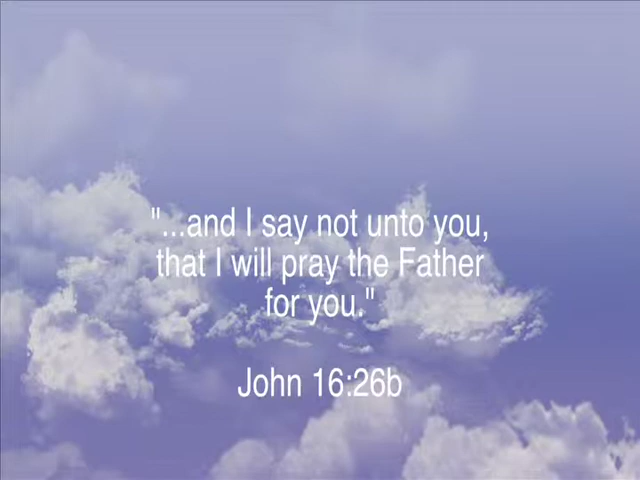 "...and I say not unto you,
that I will pray the Father
for you."
John 16:26b